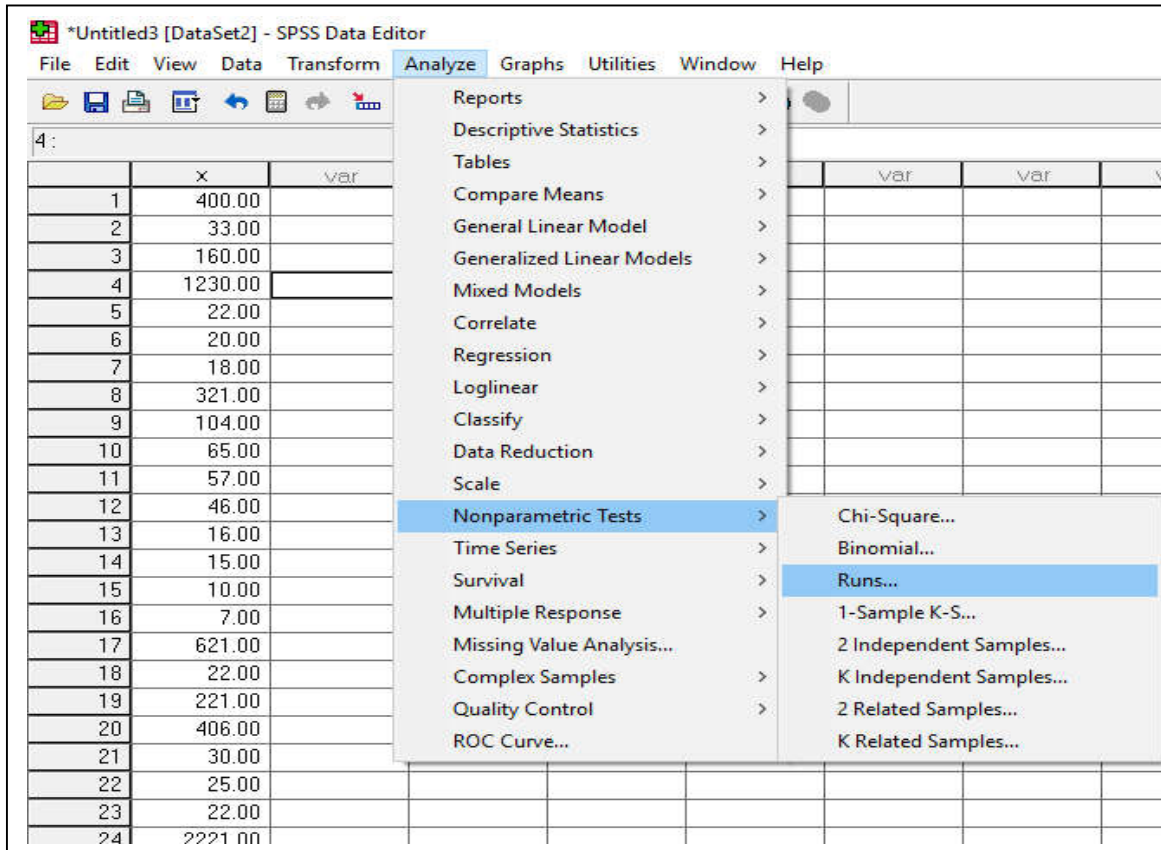 *Untitled3 [DataSet2] - SPSS Data Editor
File Edit View Data Transform Analyze Graphs Utilities Window Help
4 :
x var var var
1 400.00
2 33.00
3 160.00
4 1230.00
5 22.00
6 20.00
7 18.00
8 321.00
9 104.00
10 65.00
11 57.00
12 46.00
13 16.00
14 15.00
15 10.00
16 7.00
17 621.00
18 22.00
19 221.00
20 406.00
21 30.00
22 25.00
23 22.00
24 2221.00
Reports
Descriptive Statistics
Tables
Compare Means
General Linear Model
Generalized Linear Models
Mixed Models
Correlate
Regression
Loglinear
Classify
Data Reduction
Scale
Nonparametric Tests
Time Series
Survival
Multiple Response
Missing Value Analysis...
Complex Samples
Quality Control
ROC Curve...
Chi-Square...
Binomial...
Runs...
1-Sample K-S...
2 Independent Samples...
K Independent Samples...
2 Related Samples...
K Related Samples...